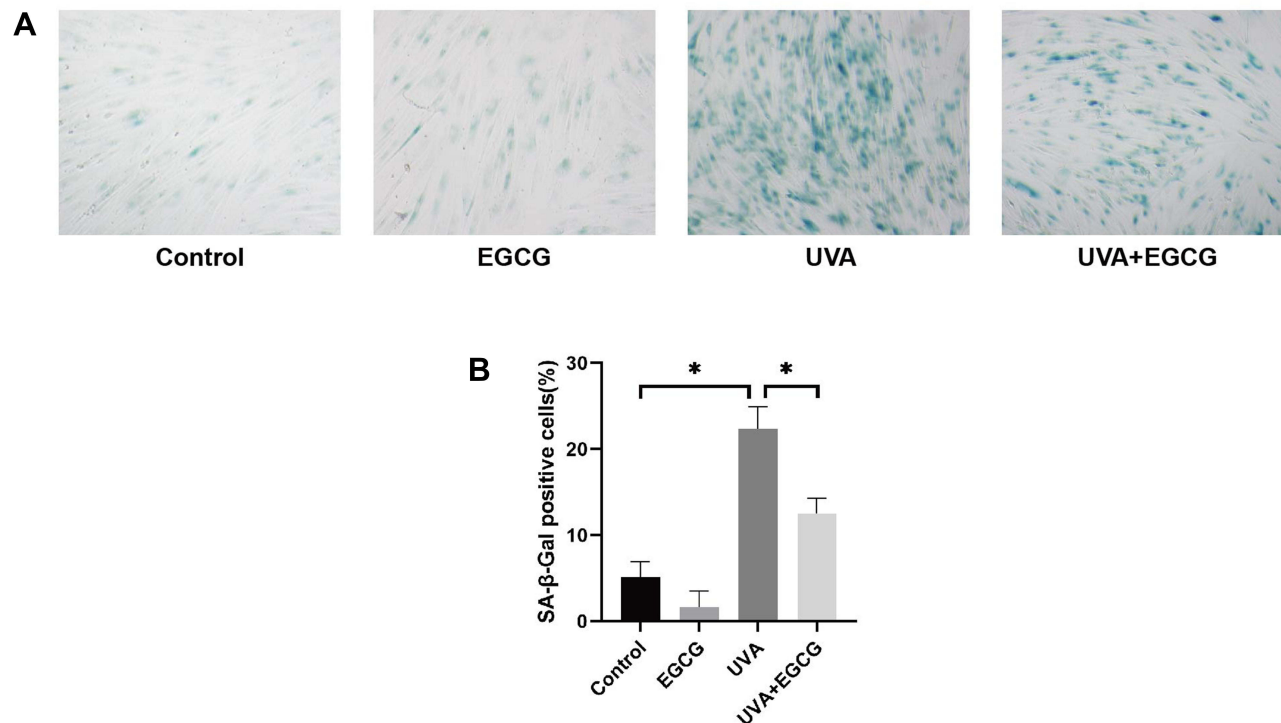 A
Control EGCG UVA UVA+EGCG
B
SA-β-Gal positive cells(%)
30
20
10
0
* *
Control EGCG UVA UVA+EGCG